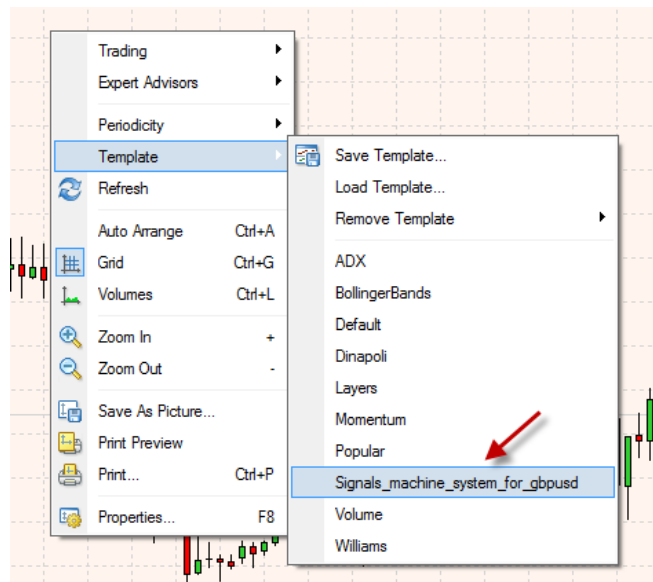 Trading
Expert Advisors
Periodicity
Template
Refresh
Auto Arrange Ctrl+A
Grid Ctrl+G
Volumes Ctrl+L
Zoom In +
Zoom Out -
Save As Picture...
Print Preview
Print... Ctrl+P
Properties... F8
Save Template...
Load Template...
Remove Template
ADX
BollingerBands
Default
Dinapoli
Layers
Momentum
Popular
Signals_machine_system_for_gbpusd
Volume
Williams